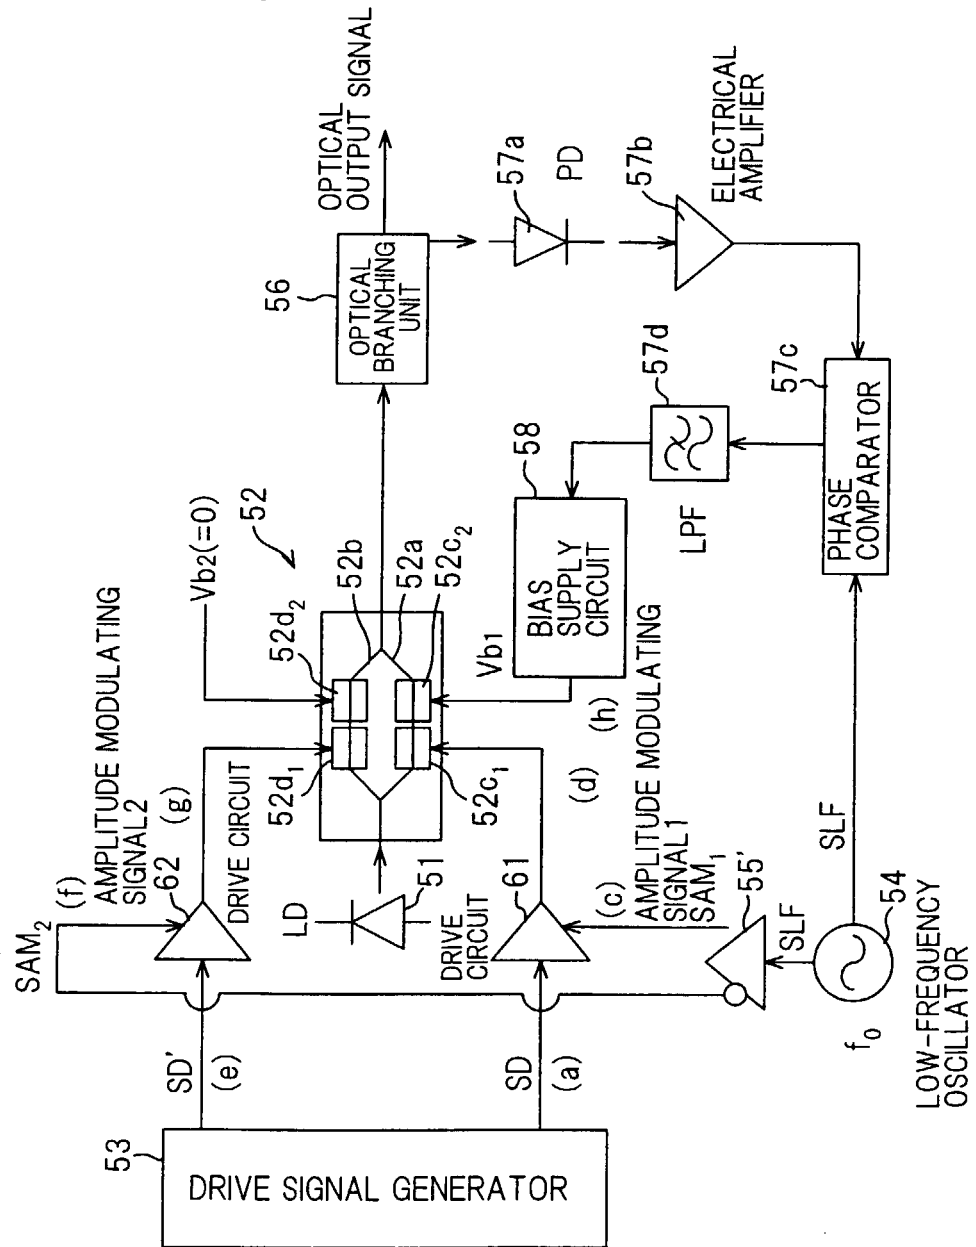 53
DRIVE SIGNAL GENERATOR
SD'
(e)
SD
(a)
SAM2
(f)
AMPLITUDE MODULATING
SIGNAL2
62
(g)
DRIVE CIRCUIT
LD
51
DRIVE
CIRCUIT
61
(c)
AMPLITUDE MODULATING
SIGNAL1
SAM1
55'
SLF
54
f0
LOW-FREQUENCY
OSCILLATOR
SLF
(d)
(h)
52d1
52d2
52c1
52c2
52a
52b
52
Vb2(=0)
Vb1
BIAS
SUPPLY
CIRCUIT
58
LPF
57d
PHASE
COMPARATOR
57c
56
OPTICAL
BRANCHING
UNIT
OPTICAL
OUTPUT SIGNAL
57a
PD
57b
ELECTRICAL
AMPLIFIER